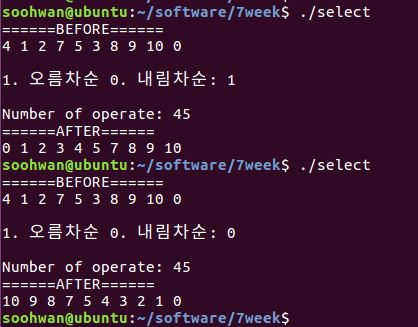 soohwan@ubuntu:~/software/7week$ ./select
======BEFORE======
4 1 2 7 5 3 8 9 10 0
1. 오름차순 0. 내림차순: 1
Number of operate: 45
======AFTER======
0 1 2 3 4 5 7 8 9 10
soohwan@ubuntu:~/software/7week$ ./select
======BEFORE======
4 1 2 7 5 3 8 9 10 0
1. 오름차순 0. 내림차순: 0
Number of operate: 45
======AFTER======
10 9 8 7 5 4 3 2 1 0
soohwan@ubuntu:~/software/7week$